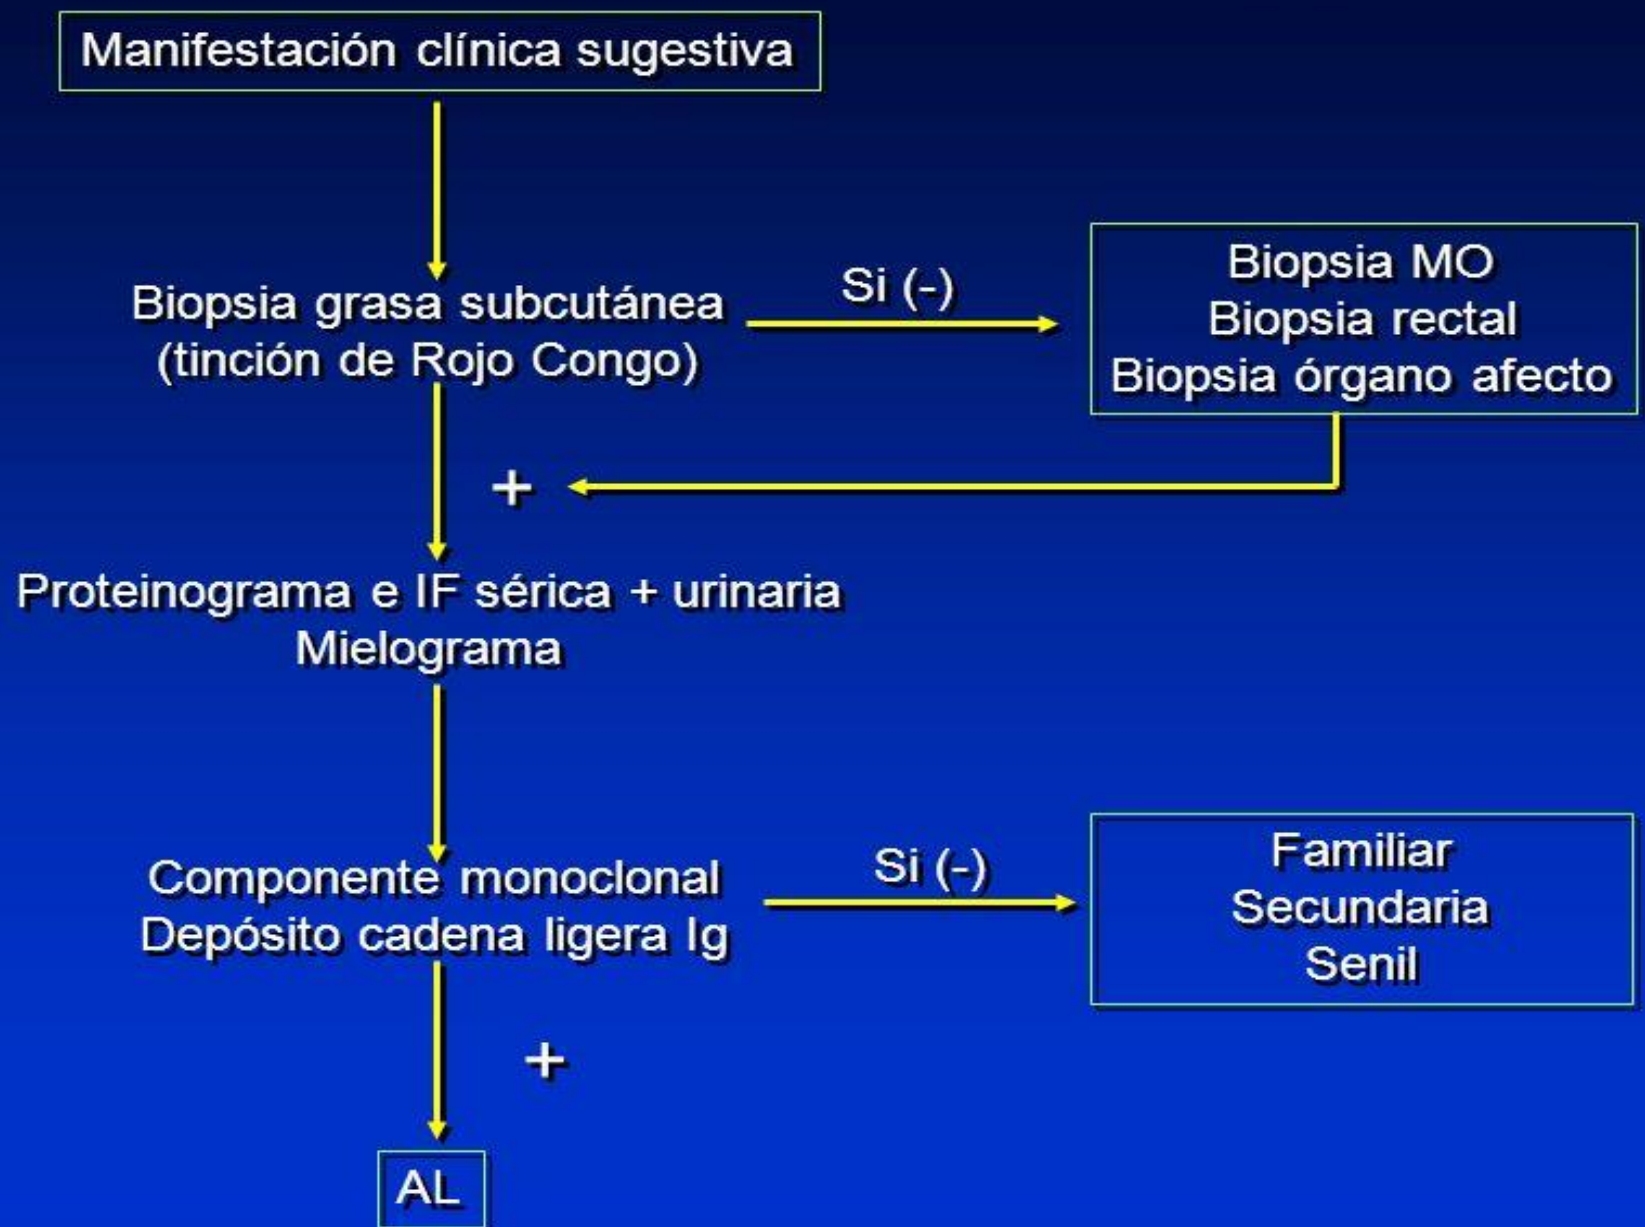 Manifestación clínica sugestiva
Biopsia grasa subcutánea
(tinción de Rojo Congo)
Si (-)
Biopsia MO
Biopsia rectal
Biopsia órgano afecto
+
Proteinograma e IF sérica + urinaria
Mielograma
Componente monoclonal
Depósito cadena ligera Ig
Si (-)
Familiar
Secundaria
Senil
+
AL